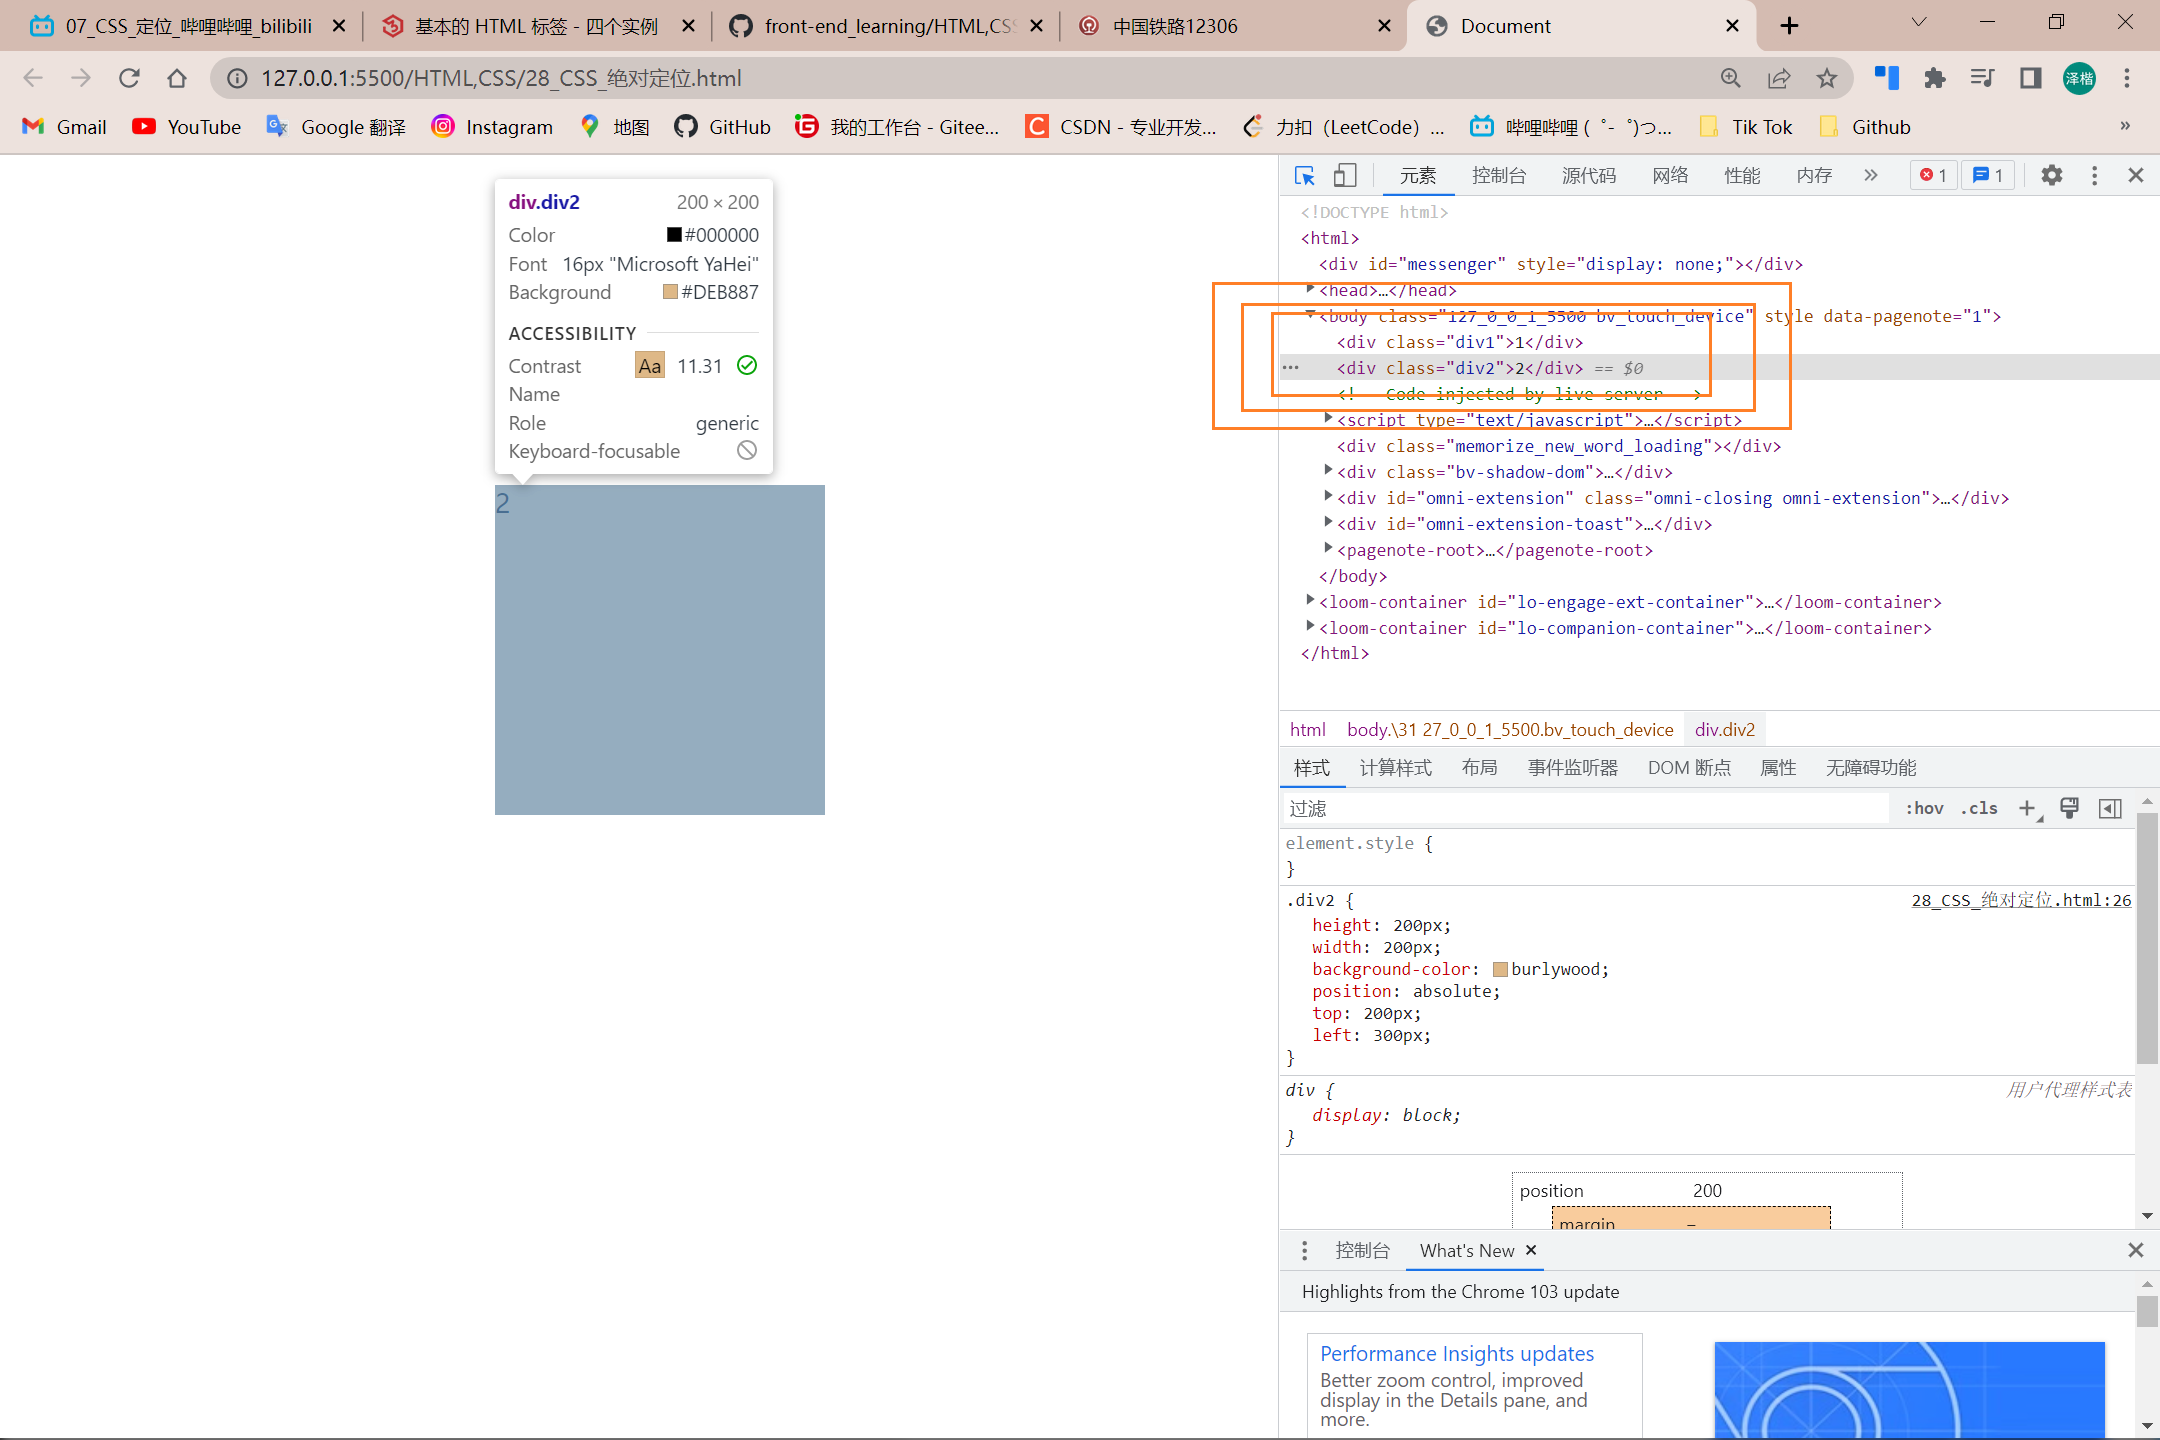 07_CSS_定位_哔哩哔哩_bilibili
基本的 HTML 标签 - 四个实例
front-end_learning/HTML,CSS
中国铁路12306
Document
127.0.0.1:5500/HTML,CSS/28_CSS_绝对定位.html
泽楷
Gmail
YouTube
Google 翻译
Instagram
地图
GitHub
我的工作台 - Gitee...
CSDN - 专业开发...
力扣（LeetCode）...
哔哩哔哩 ( ゜- ゜)つ...
Tik Tok
Github
»
div.div2 200 × 200
Color #000000
Font 16px "Microsoft YaHei"
Background #DEB887
ACCESSIBILITY
Contrast Aa 11.31
Name
Role generic
Keyboard-focusable
2
元素 控制台 源代码 网络 性能 内存 » 1 1
<!DOCTYPE html>
<html>
<div id="messenger" style="display: none;"></div>
<head>…</head>
<body class="127_0_0_1_5500 bv_touch_device" style data-pagenote="1">
<div class="div1">1</div>
<div class="div2">2</div> == $0
<!-- Code injected by live-server -->
<script type="text/javascript">…</script>
<div class="memorize_new_word_loading"></div>
<div class="bv-shadow-dom">…</div>
<div id="omni-extension" class="omni-closing omni-extension">…</div>
<div id="omni-extension-toast">…</div>
<pagenote-root>…</pagenote-root>
</body>
<loom-container id="lo-engage-ext-container">…</loom-container>
<loom-container id="lo-companion-container">…</loom-container>
</html>
html body.\31 27_0_0_1_5500.bv_touch_device div.div2
样式 计算样式 布局 事件监听器 DOM 断点 属性 无障碍功能
过滤 :hov .cls +
element.style {
}
.div2 { 28_CSS_绝对定位.html:26
height: 200px;
width: 200px;
background-color: burlywood;
position: absolute;
top: 200px;
left: 300px;
}
div { 用户代理样式表
display: block;
}
position 200
margin –
控制台 What's New
Highlights from the Chrome 103 update
Performance Insights updates
Better zoom control, improved
display in the Details pane, and
more.